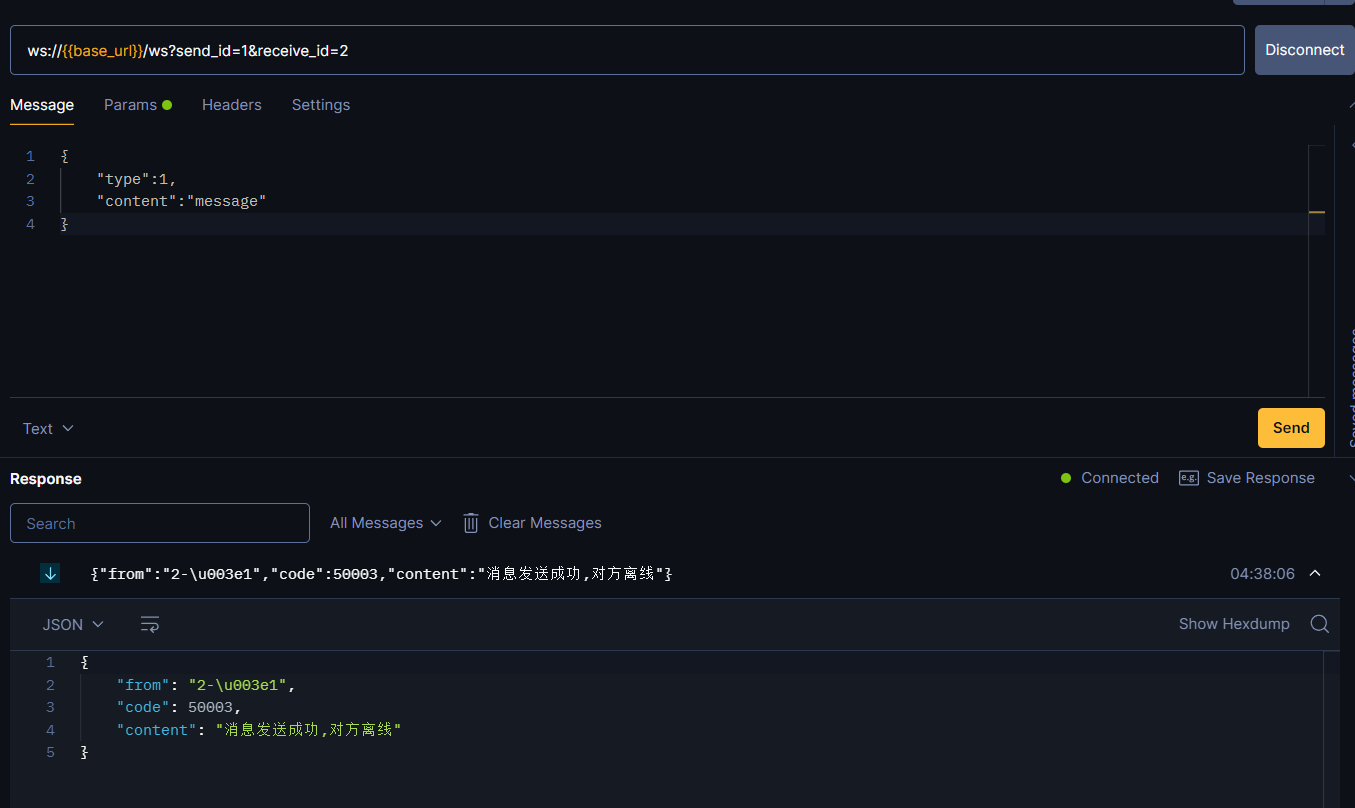 ws://{{base_url}}/ws?send_id=1&receive_id=2
Disconnect
Message Params Headers Settings
1 {
2 "type":1,
3 "content":"message"
4 }
Saved messages
Text
Send
Response
Connected
e.g. Save Response
Search
All Messages
Clear Messages
{"from":"2-\u003e1","code":50003,"content":"消息发送成功,对方离线"}
04:38:06
JSON
Show Hexdump
1 {
2 "from": "2-\u003e1",
3 "code": 50003,
4 "content": "消息发送成功,对方离线"
5 }